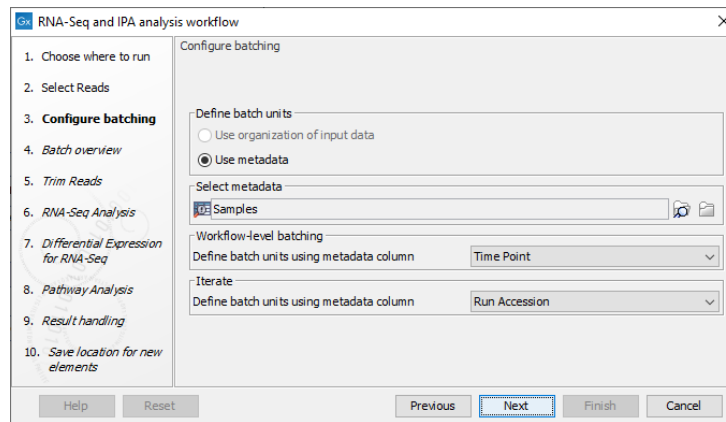 Gx RNA-Seq and IPA analysis workflow
1. Choose where to run
2. Select Reads
3. Configure batching
4. Batch overview
5. Trim Reads
6. RNA-Seq Analysis
7. Differential Expression
for RNA-Seq
8. Pathway Analysis
9. Result handling
10. Save location for new
elements
Configure batching
Define batch units
Use organization of input data
Use metadata
Select metadata
Samples
Workflow-level batching
Define batch units using metadata column Time Point
Iterate
Define batch units using metadata column Run Accession
Help Reset Previous Next Finish Cancel